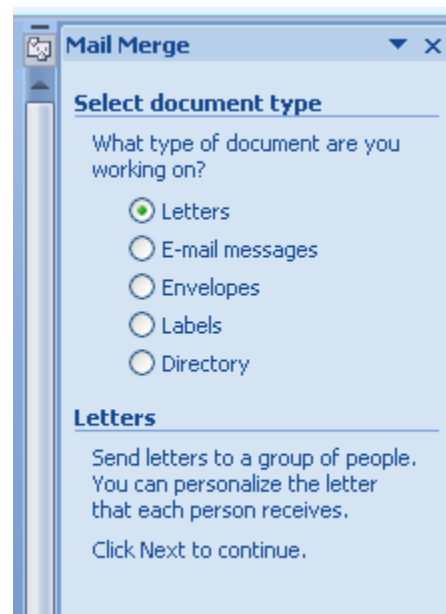 Mail Merge
Select document type
What type of document are you
working on?
Letters
E-mail messages
Envelopes
Labels
Directory
Letters
Send letters to a group of people.
You can personalize the letter
that each person receives.
Click Next to continue.